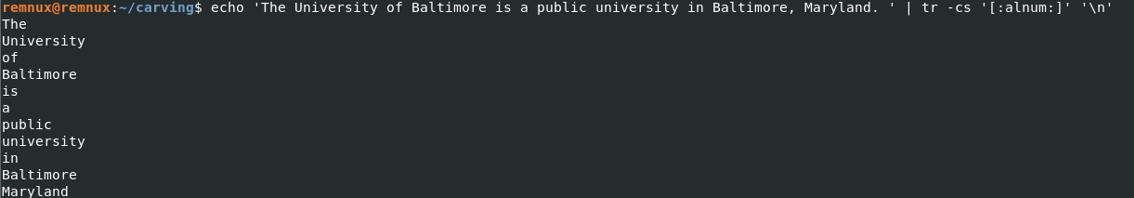 remnux@remnux:~/carving$ echo 'The University of Baltimore is a public university in Baltimore, Maryland. ' | tr -cs '[:alnum:]' '\n'
The
University
of
Baltimore
is
a
public
university
in
Baltimore
Maryland